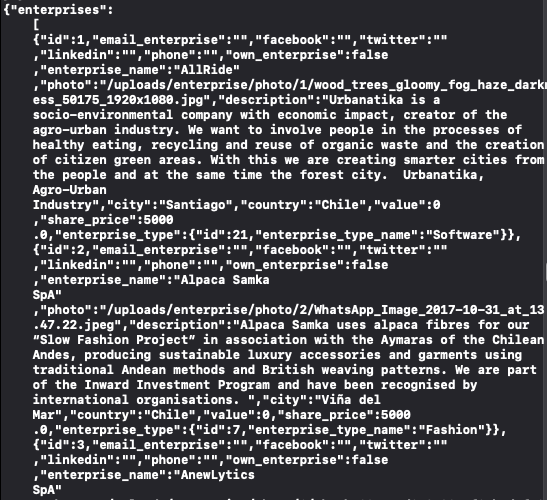 {"enterprises":
[
{"id":1,"email_enterprise":"","facebook":"","twitter":""
,"linkedin":"","phone":"","own_enterprise":false
,"enterprise_name":"AllRide"
,"photo":"/uploads/enterprise/photo/1/wood_trees_gloomy_fog_haze_darkn
ess_50175_1920x1080.jpg","description":"Urbanatika is a
socio-environmental company with economic impact, creator of the
agro-urban industry. We want to involve people in the processes of
healthy eating, recycling and reuse of organic waste and the creation
of citizen green areas. With this we are creating smarter cities from
the people and at the same time the forest city.  Urbanatika,
Agro-Urban
Industry","city":"Santiago","country":"Chile","value":0
,"share_price":5000
.0,"enterprise_type":{"id":21,"enterprise_type_name":"Software"}},
{"id":2,"email_enterprise":"","facebook":"","twitter":""
,"linkedin":"","phone":"","own_enterprise":false
,"enterprise_name":"Alpaca Samka
SpA"
,"photo":"/uploads/enterprise/photo/2/WhatsApp_Image_2017-10-31_at_13
.47.22.jpeg","description":"Alpaca Samka uses alpaca fibres for our
“Slow Fashion Project” in association with the Aymaras of the Chilean
Andes, producing sustainable luxury accessories and garments using
traditional Andean methods and British weaving patterns. We are part
of the Inward Investment Program and have been recognised by
international organisations. ","city":"Viña del
Mar","country":"Chile","value":0,"share_price":5000
.0,"enterprise_type":{"id":7,"enterprise_type_name":"Fashion"}},
{"id":3,"email_enterprise":"","facebook":"","twitter":""
,"linkedin":"","phone":"","own_enterprise":false
,"enterprise_name":"AnewLytics
SpA"